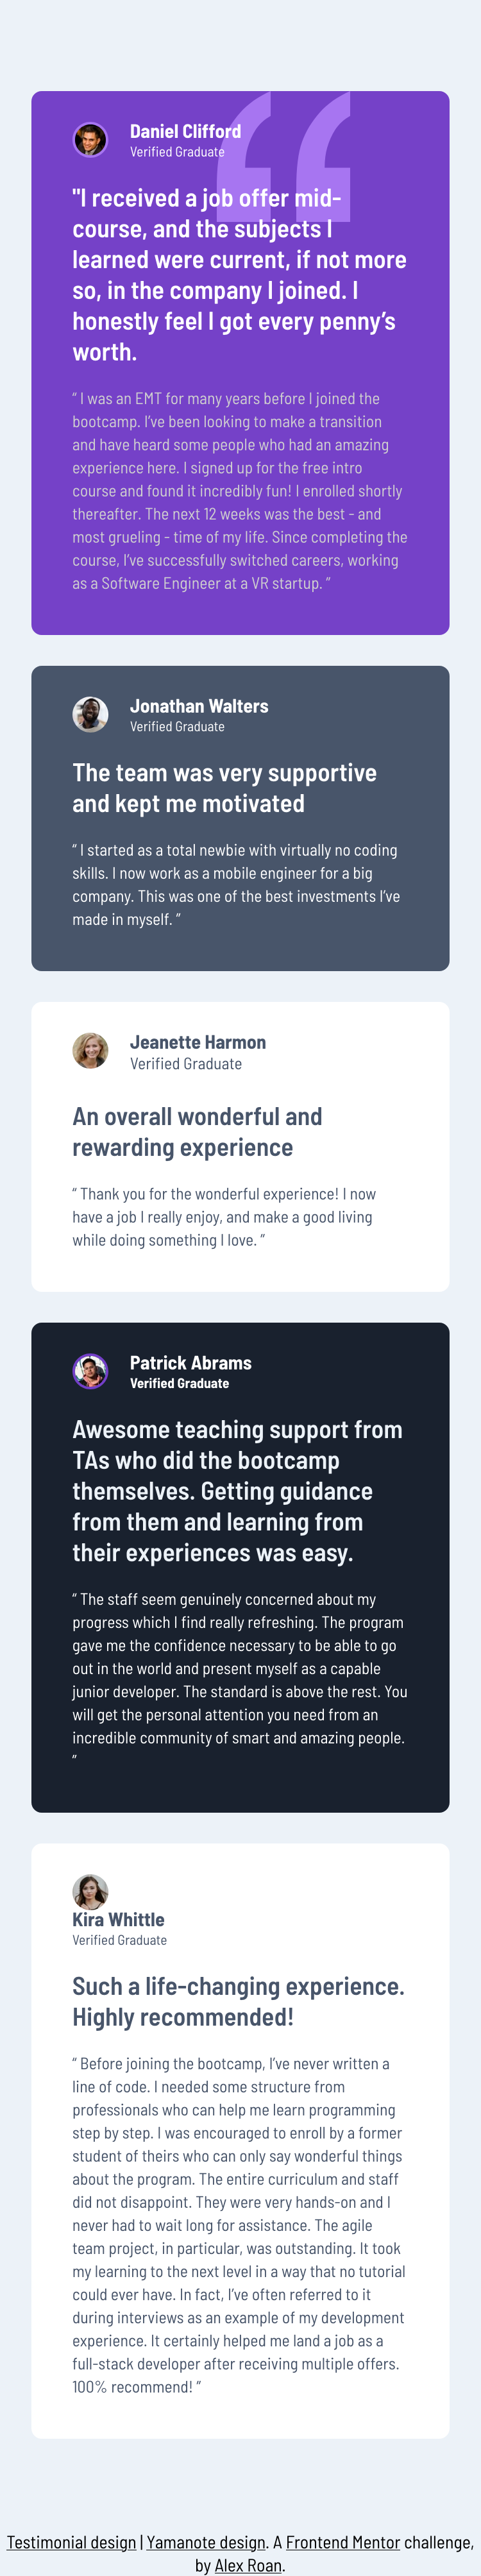 Daniel Clifford
Verified Graduate
"I received a job offer mid-
course, and the subjects I
learned were current, if not more
so, in the company I joined. I
honestly feel I got every penny’s
worth.
“ I was an EMT for many years before I joined the
bootcamp. I’ve been looking to make a transition
and have heard some people who had an amazing
experience here. I signed up for the free intro
course and found it incredibly fun! I enrolled shortly
thereafter. The next 12 weeks was the best - and
most grueling - time of my life. Since completing the
course, I’ve successfully switched careers, working
as a Software Engineer at a VR startup. ”
Jonathan Walters
Verified Graduate
The team was very supportive
and kept me motivated
“ I started as a total newbie with virtually no coding
skills. I now work as a mobile engineer for a big
company. This was one of the best investments I’ve
made in myself. ”
Jeanette Harmon
Verified Graduate
An overall wonderful and
rewarding experience
“ Thank you for the wonderful experience! I now
have a job I really enjoy, and make a good living
while doing something I love. ”
Patrick Abrams
Verified Graduate
Awesome teaching support from
TAs who did the bootcamp
themselves. Getting guidance
from them and learning from
their experiences was easy.
“ The staff seem genuinely concerned about my
progress which I find really refreshing. The program
gave me the confidence necessary to be able to go
out in the world and present myself as a capable
junior developer. The standard is above the rest. You
will get the personal attention you need from an
incredible community of smart and amazing people.
”
Kira Whittle
Verified Graduate
Such a life-changing experience.
Highly recommended!
“ Before joining the bootcamp, I’ve never written a
line of code. I needed some structure from
professionals who can help me learn programming
step by step. I was encouraged to enroll by a former
student of theirs who can only say wonderful things
about the program. The entire curriculum and staff
did not disappoint. They were very hands-on and I
never had to wait long for assistance. The agile
team project, in particular, was outstanding. It took
my learning to the next level in a way that no tutorial
could ever have. In fact, I’ve often referred to it
during interviews as an example of my development
experience. It certainly helped me land a job as a
full-stack developer after receiving multiple offers.
100% recommend! ”
Testimonial design | Yamanote design. A Frontend Mentor challenge,
by Alex Roan.